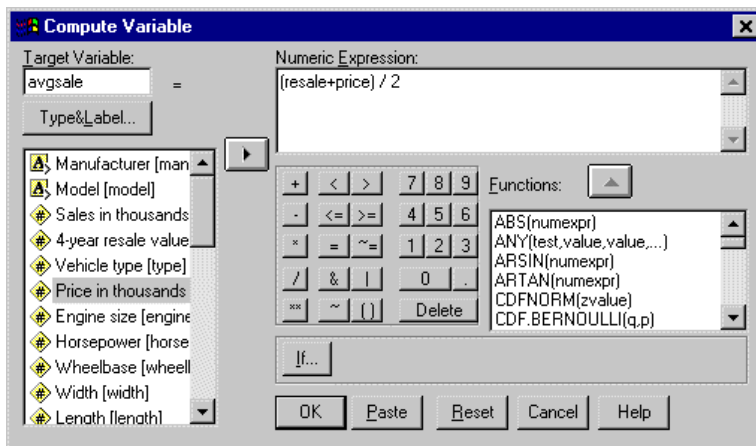 Compute Variable
Target Variable:
avgsale
=
Type&Label...
Numeric Expression:
(resale+price) / 2
Manufacturer [man
Model [model]
Sales in thousands
4-year resale value
Vehicle type [type]
Price in thousands
Engine size [engine
Horsepower [horse
Wheelbase [wheell
Width [width]
Length [length]
+ < > 7 8 9
- <= >= 4 5 6
* = ~= 1 2 3
/ & | 0 .
** ~ ( ) Delete
Functions:
ABS(numexpr)
ANY(test,value,value,...)
ARSIN(numexpr)
ARTAN(numexpr)
CDFNORM(zvalue)
CDF.BERNOULLI(q,p)
If...
OK Paste Reset Cancel Help